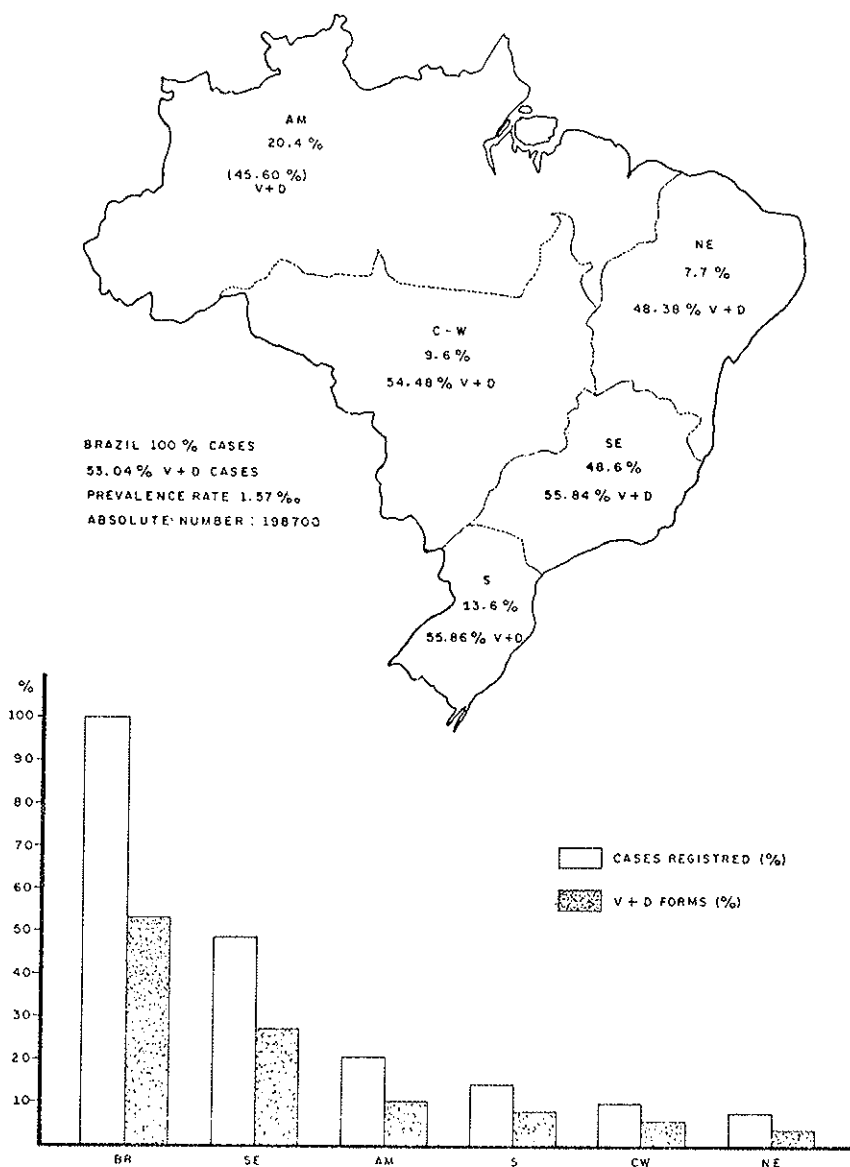 AM
20.4 %
(45.60 %)
V+D
NE
7.7 %
48.38 % V+D
C-W
9.6 %
54.48 % V+D
SE
48.6 %
55.84 % V+D
S
13.6 %
55.86 % V+D
BRAZIL 100 % CASES
53.04 % V+D CASES
PREVALENCE RATE 1.57 ‰
ABSOLUTE NUMBER : 198700
%
100
90
80
70
60
50
40
30
20
10
CASES REGISTRED (%)
V + D FORMS (%)
BR SE AM S CW NE